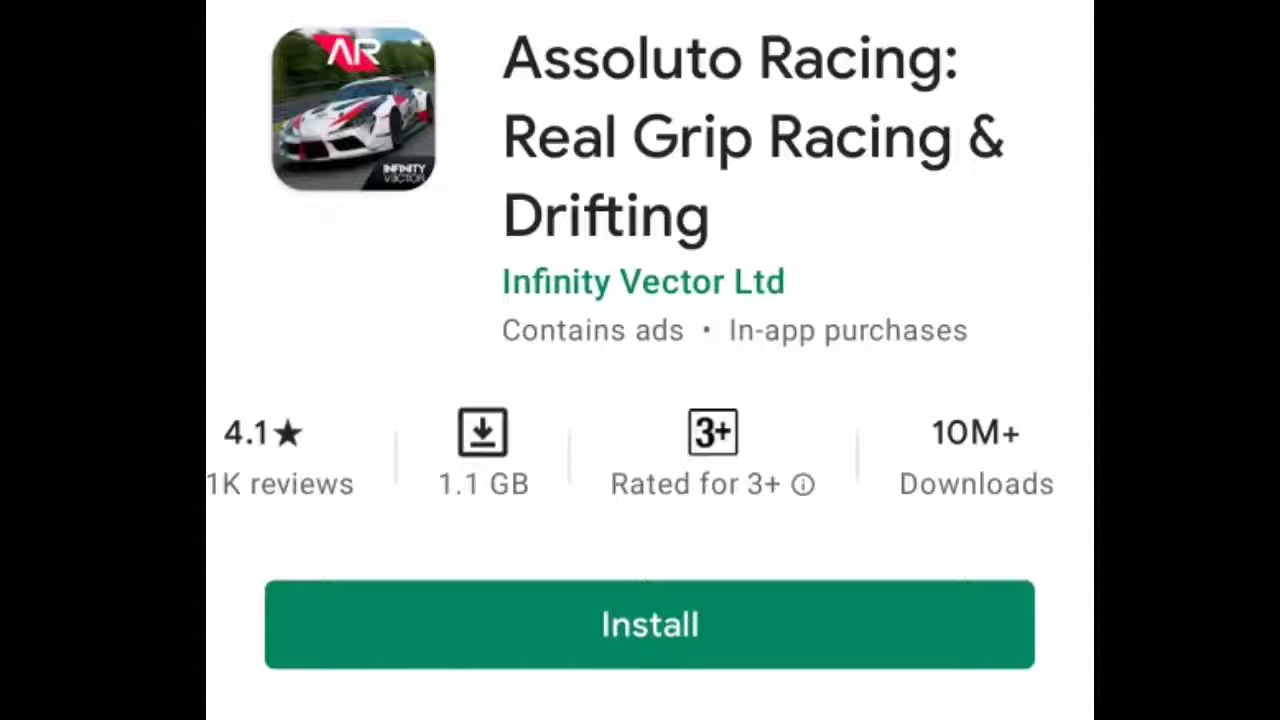 AR
INFINITY
VECTOR
Assoluto Racing:
Real Grip Racing &
Drifting
Infinity Vector Ltd
Contains ads • In-app purchases
4.1★
3+
10M+
1K reviews
1.1 GB
Rated for 3+
Downloads
Install